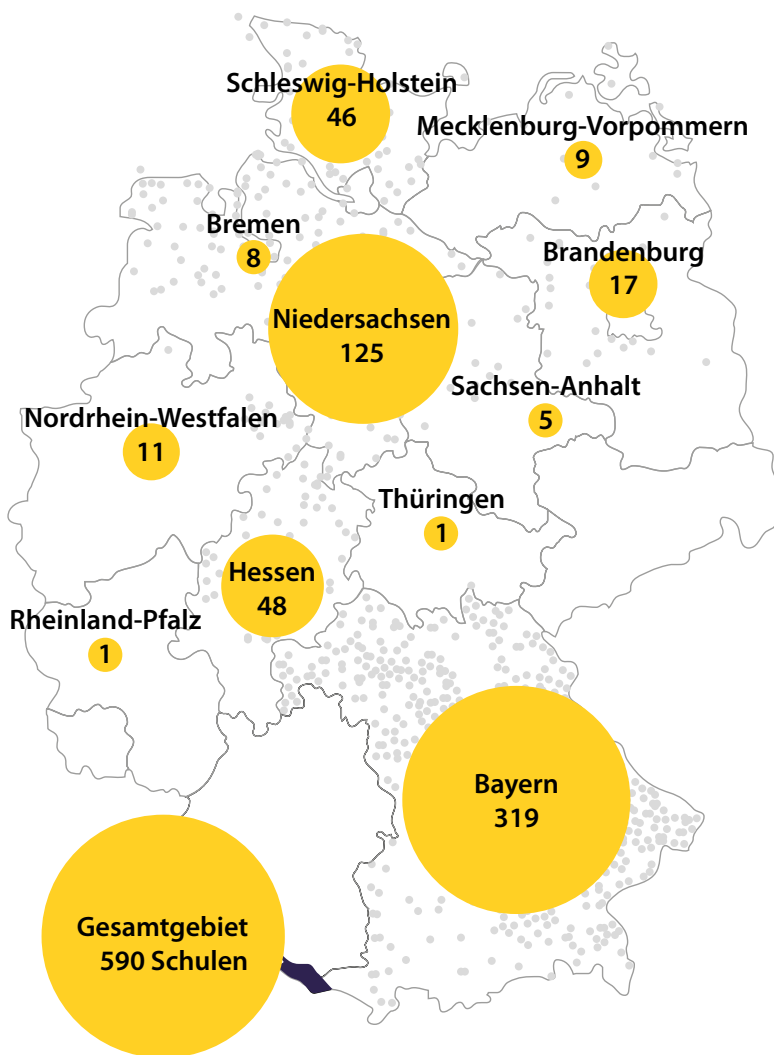 Schleswig-Holstein
46
Mecklenburg-Vorpommern
9
Bremen
8
Brandenburg
17
Niedersachsen
125
Sachsen-Anhalt
5
Nordrhein-Westfalen
11
Thüringen
1
Hessen
48
Rheinland-Pfalz
1
Bayern
319
Gesamtgebiet
590 Schulen